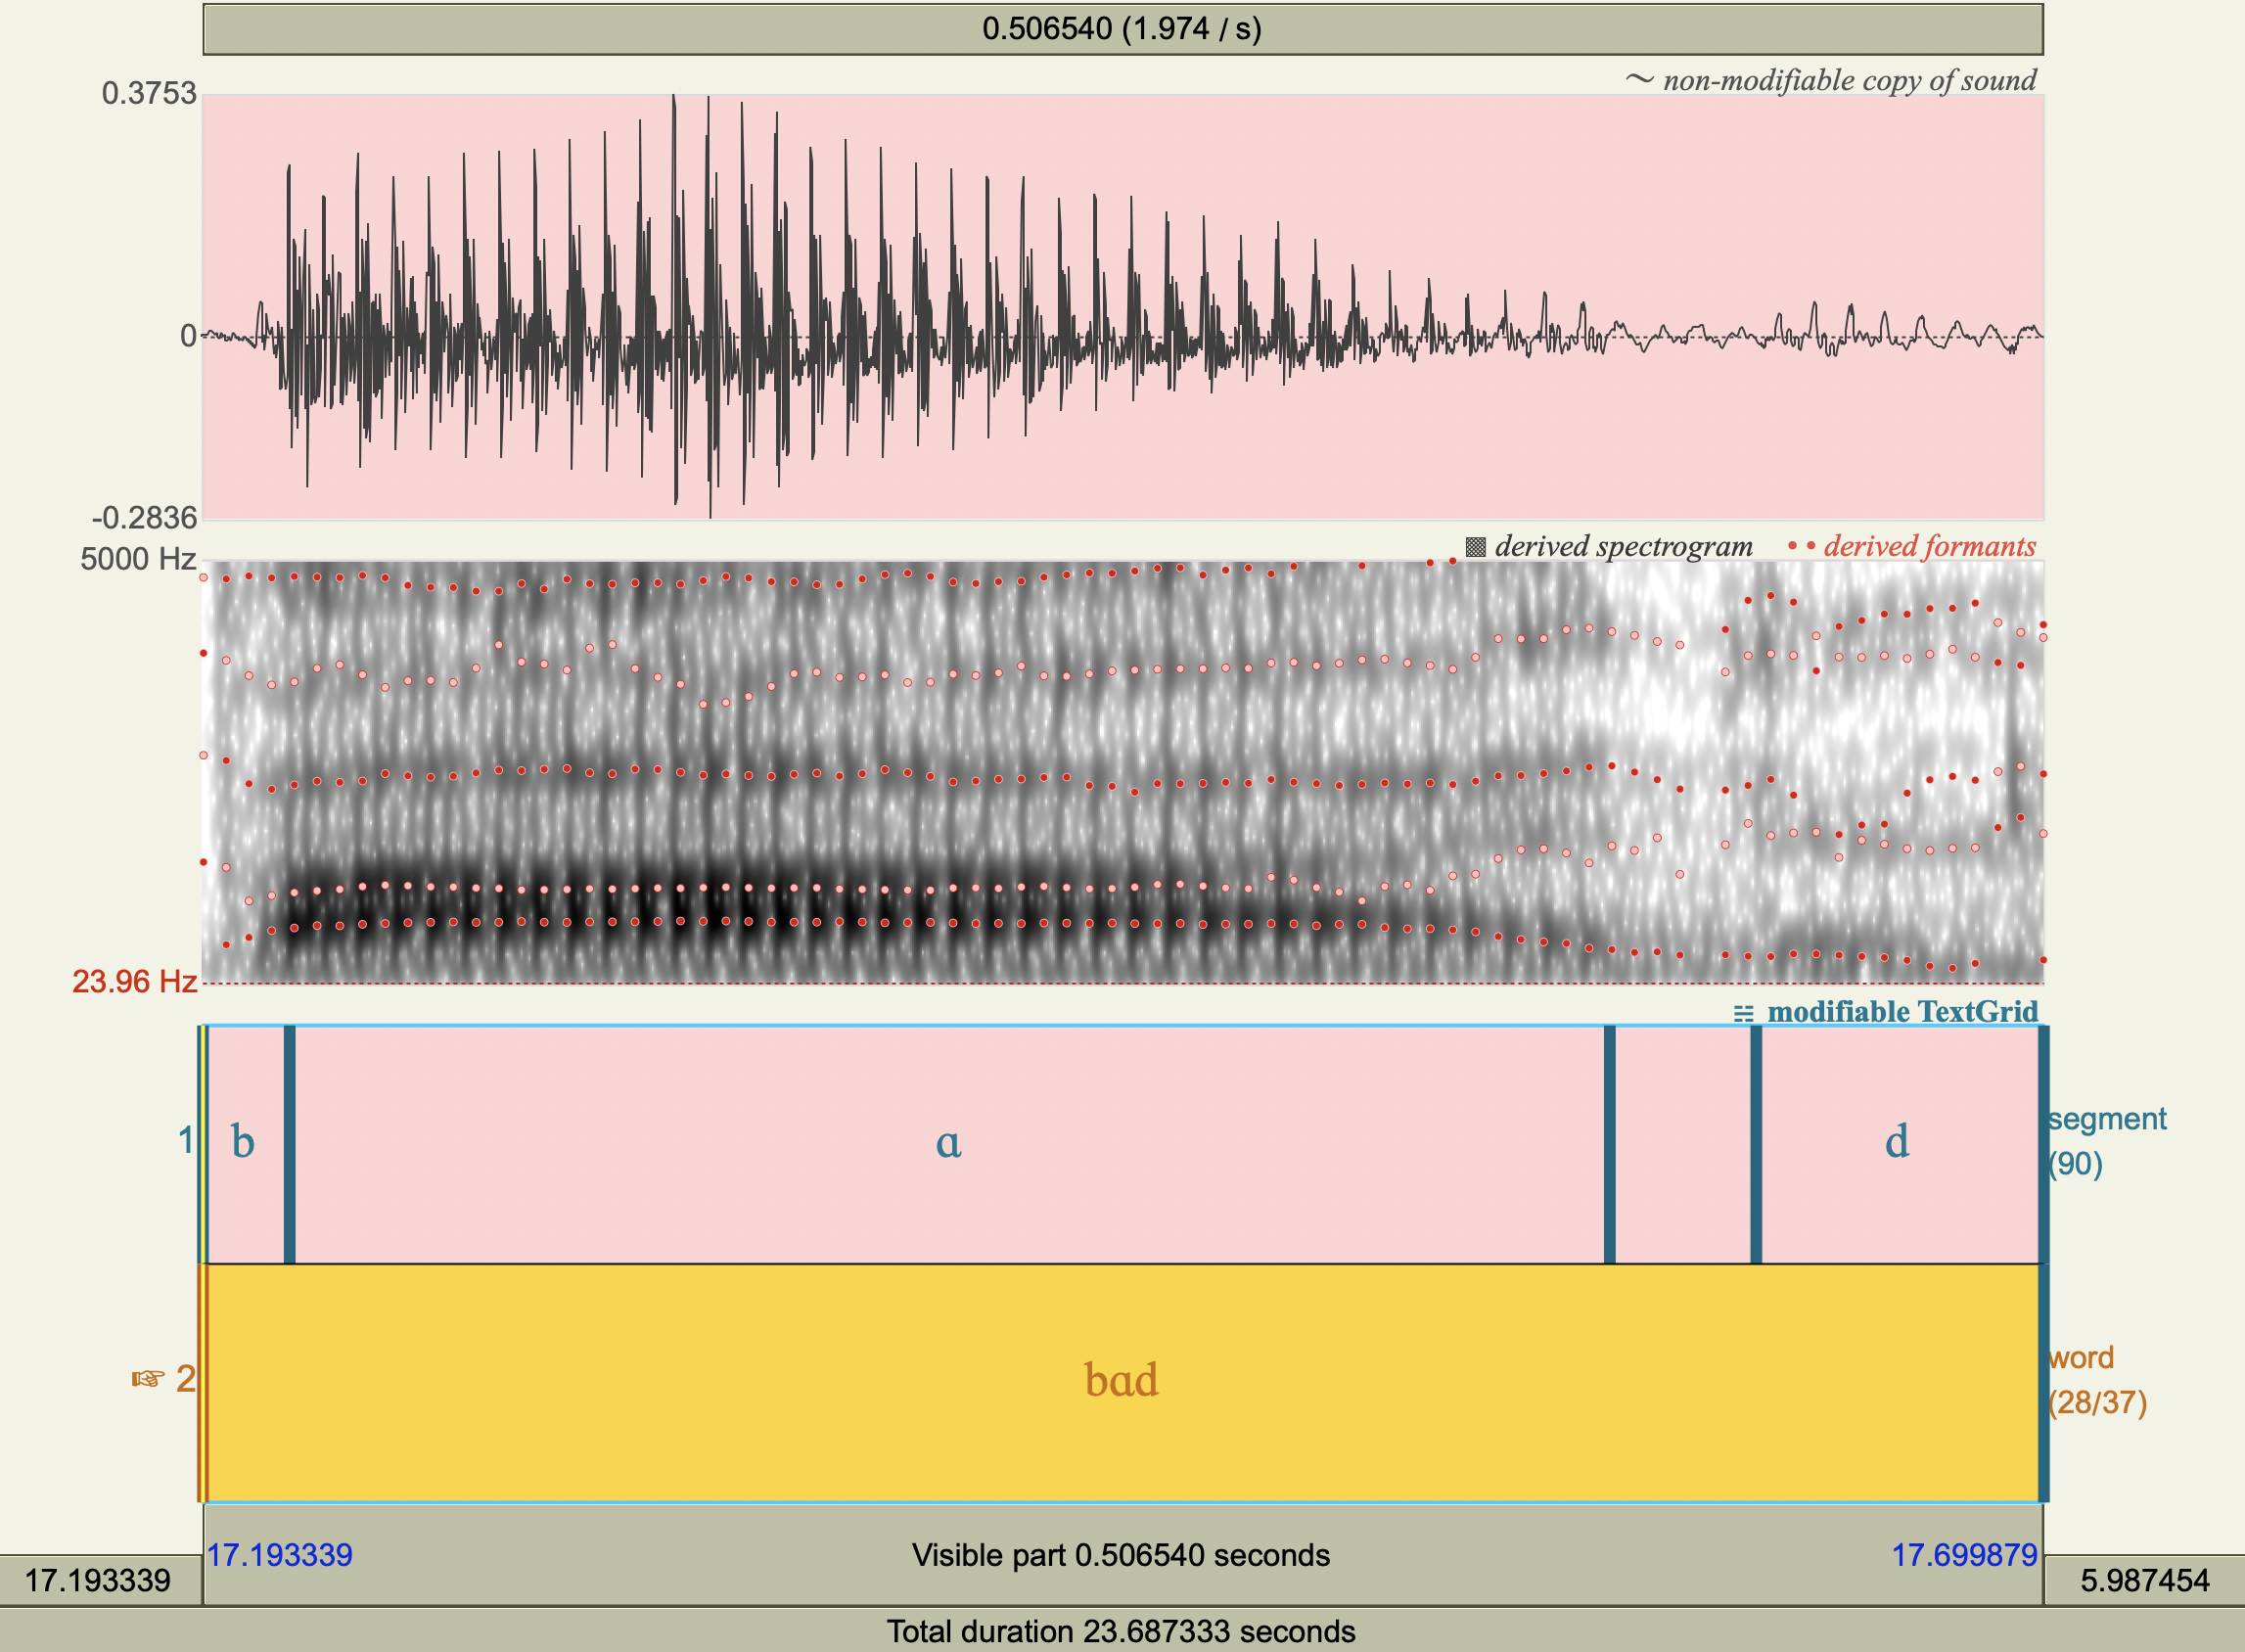 0.506540 (1.974 / s)
～ non-modifiable copy of sound
0.3753
0
-0.2836
derived spectrogram
derived formants
5000 Hz
23.96 Hz
modifiable TextGrid
1
b
ɑ
d
segment
(90)
☞ 2
bɑd
word
(28/37)
17.193339
Visible part 0.506540 seconds
17.699879
17.193339
5.987454
Total duration 23.687333 seconds